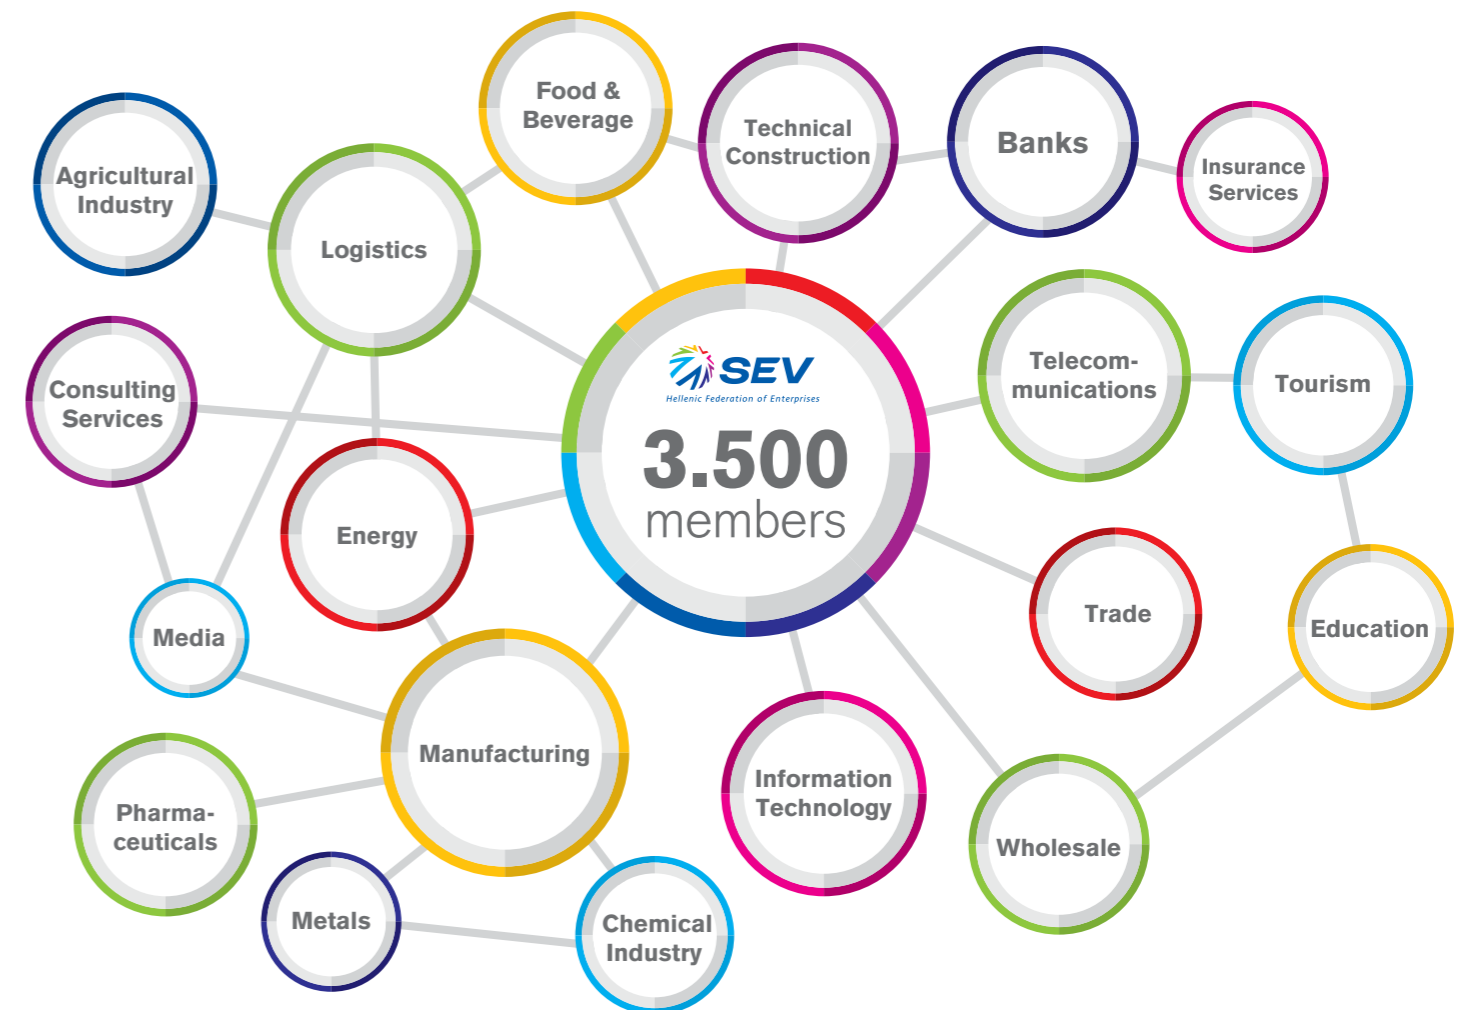 Food &
Beverage
Technical
Construction
Banks
Insurance
Services
Agricultural
Industry
Logistics
Telecom-
munications
Tourism
Consulting
Services
SEV
Hellenic Federation of Enterprises
3.500
members
Energy
Trade
Education
Media
Manufacturing
Information
Technology
Pharma-
ceuticals
Wholesale
Metals
Chemical
Industry